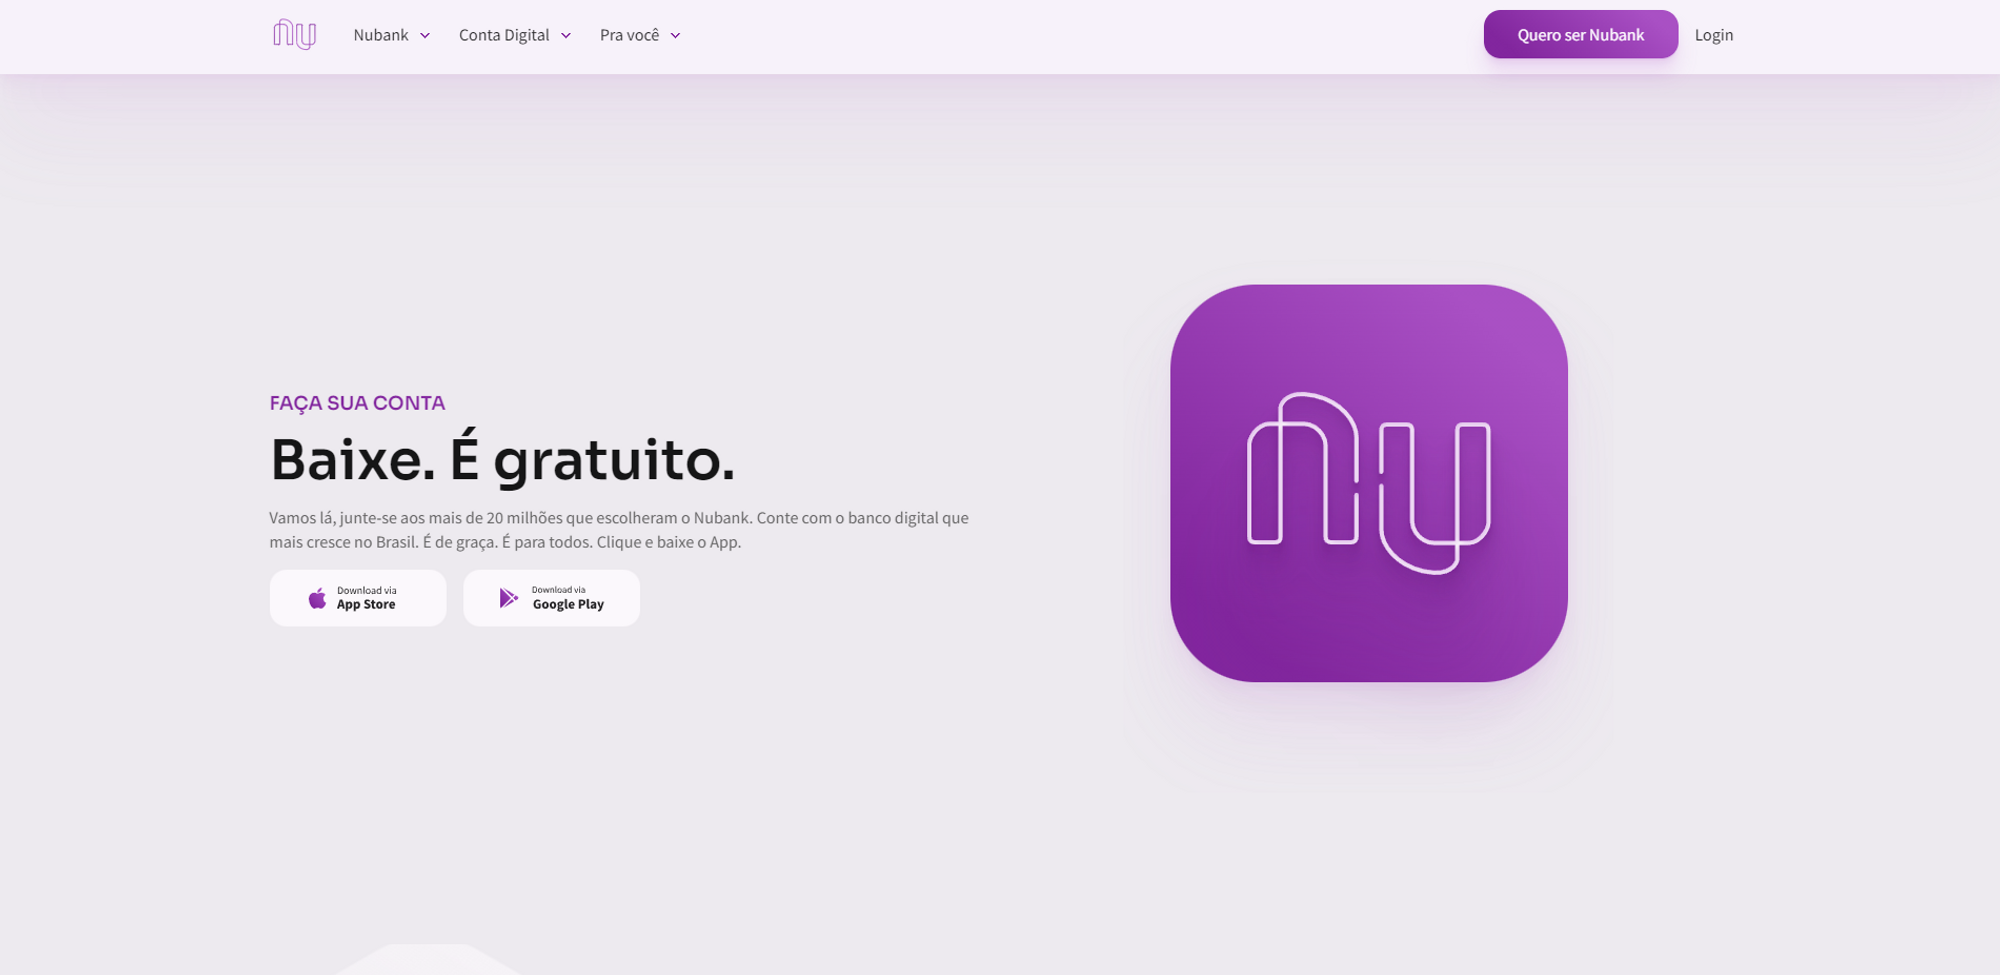 nu
Nubank
Conta Digital
Pra você
Quero ser Nubank
Login
FAÇA SUA CONTA
Baixe. É gratuito.
Vamos lá, junte-se aos mais de 20 milhões que escolheram o Nubank. Conte com o banco digital que
mais cresce no Brasil. É de graça. É para todos. Clique e baixe o App.
Download via
App Store
Download via
Google Play
nu